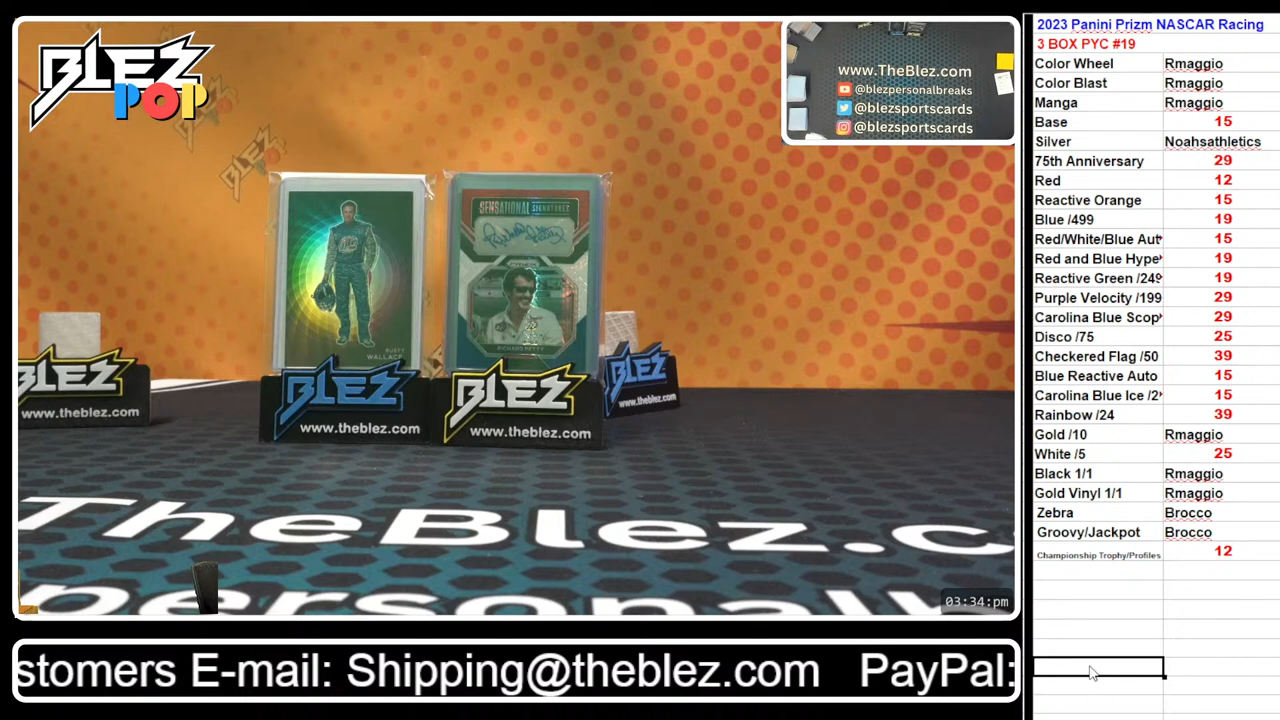 BLEZ
POP
www.TheBlez.com
@blezpersonalbreaks
@blezsportscards
@blezsportscards
SENSATIONAL SIGNATURES
PRIZM
RICHARD PETTY
RUSTY
WALLACE
BLEZ
www.theblez.com
BLEZ
www.theblez.com
BLEZ
www.theblez.com
BLEZ
www.theblez.com
TheBlez.c
personal
03:34:pm
stomers E-mail: Shipping@theblez.com PayPal:
2023 Panini Prizm NASCAR Racing
3 BOX PYC #19
Color Wheel Rmaggio
Color Blast Rmaggio
Manga Rmaggio
Base 15
Silver Noahsathletics
75th Anniversary 29
Red 12
Reactive Orange 15
Blue /499 19
Red/White/Blue Aut 15
Red and Blue Hype 19
Reactive Green /249 19
Purple Velocity /199 29
Carolina Blue Scop 29
Disco /75 25
Checkered Flag /50 39
Blue Reactive Auto 15
Carolina Blue Ice /2 15
Rainbow /24 39
Gold /10 Rmaggio
White /5 25
Black 1/1 Rmaggio
Gold Vinyl 1/1 Rmaggio
Zebra Brocco
Groovy/Jackpot Brocco
Championship Trophy/Profiles 12